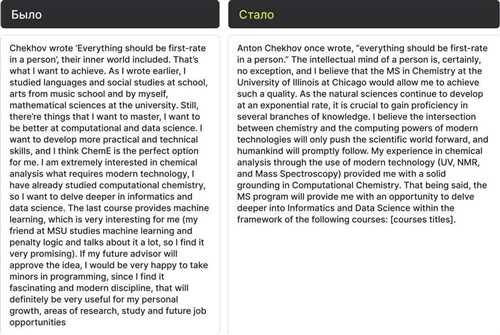 Было
Chekhov wrote ‘Everything should be first-rate
in a person’, their inner world included. That’s
what I want to achieve. As I wrote earlier, I
studied languages and social studies at school,
arts from music school and by myself,
mathematical sciences at the university. Still,
there’re things that I want to master, I want to
be better at computational and data science. I
want to develop more practical and technical
skills, and I think ChemE is the perfect option
for me. I am extremely interested in chemical
analysis what requires modern technology, I
have already studied computational chemistry,
so I want to delve deeper in informatics and
data science. The last course provides machine
learning, which is very interesting for me (my
friend at MSU studies machine learning and
penalty logic and talks about it a lot, so I find it
very promising). If my future advisor will
approve the idea, I would be very happy to take
minors in programming, since I find it
fascinating and modern discipline, that will
definitely be very useful for my personal
growth, areas of research, study and future job
opportunities
Стало
Anton Chekhov once wrote, “everything should be first-rate
in a person.” The intellectual mind of a person is, certainly,
no exception, and I believe that the MS in Chemistry at the
University of Illinois at Chicago would allow me to achieve
such a quality. As the natural sciences continue to develop
at an exponential rate, it is crucial to gain proficiency in
several branches of knowledge. I believe the intersection
between chemistry and the computing powers of modern
technologies will only push the scientific world forward, and
humankind will promptly follow. My experience in chemical
analysis through the use of modern technology (UV, NMR,
and Mass Spectroscopy) provided me with a solid
grounding in Computational Chemistry. That being said, the
MS program will provide me with an opportunity to delve
deeper into Informatics and Data Science within the
framework of the following courses: [courses titles].